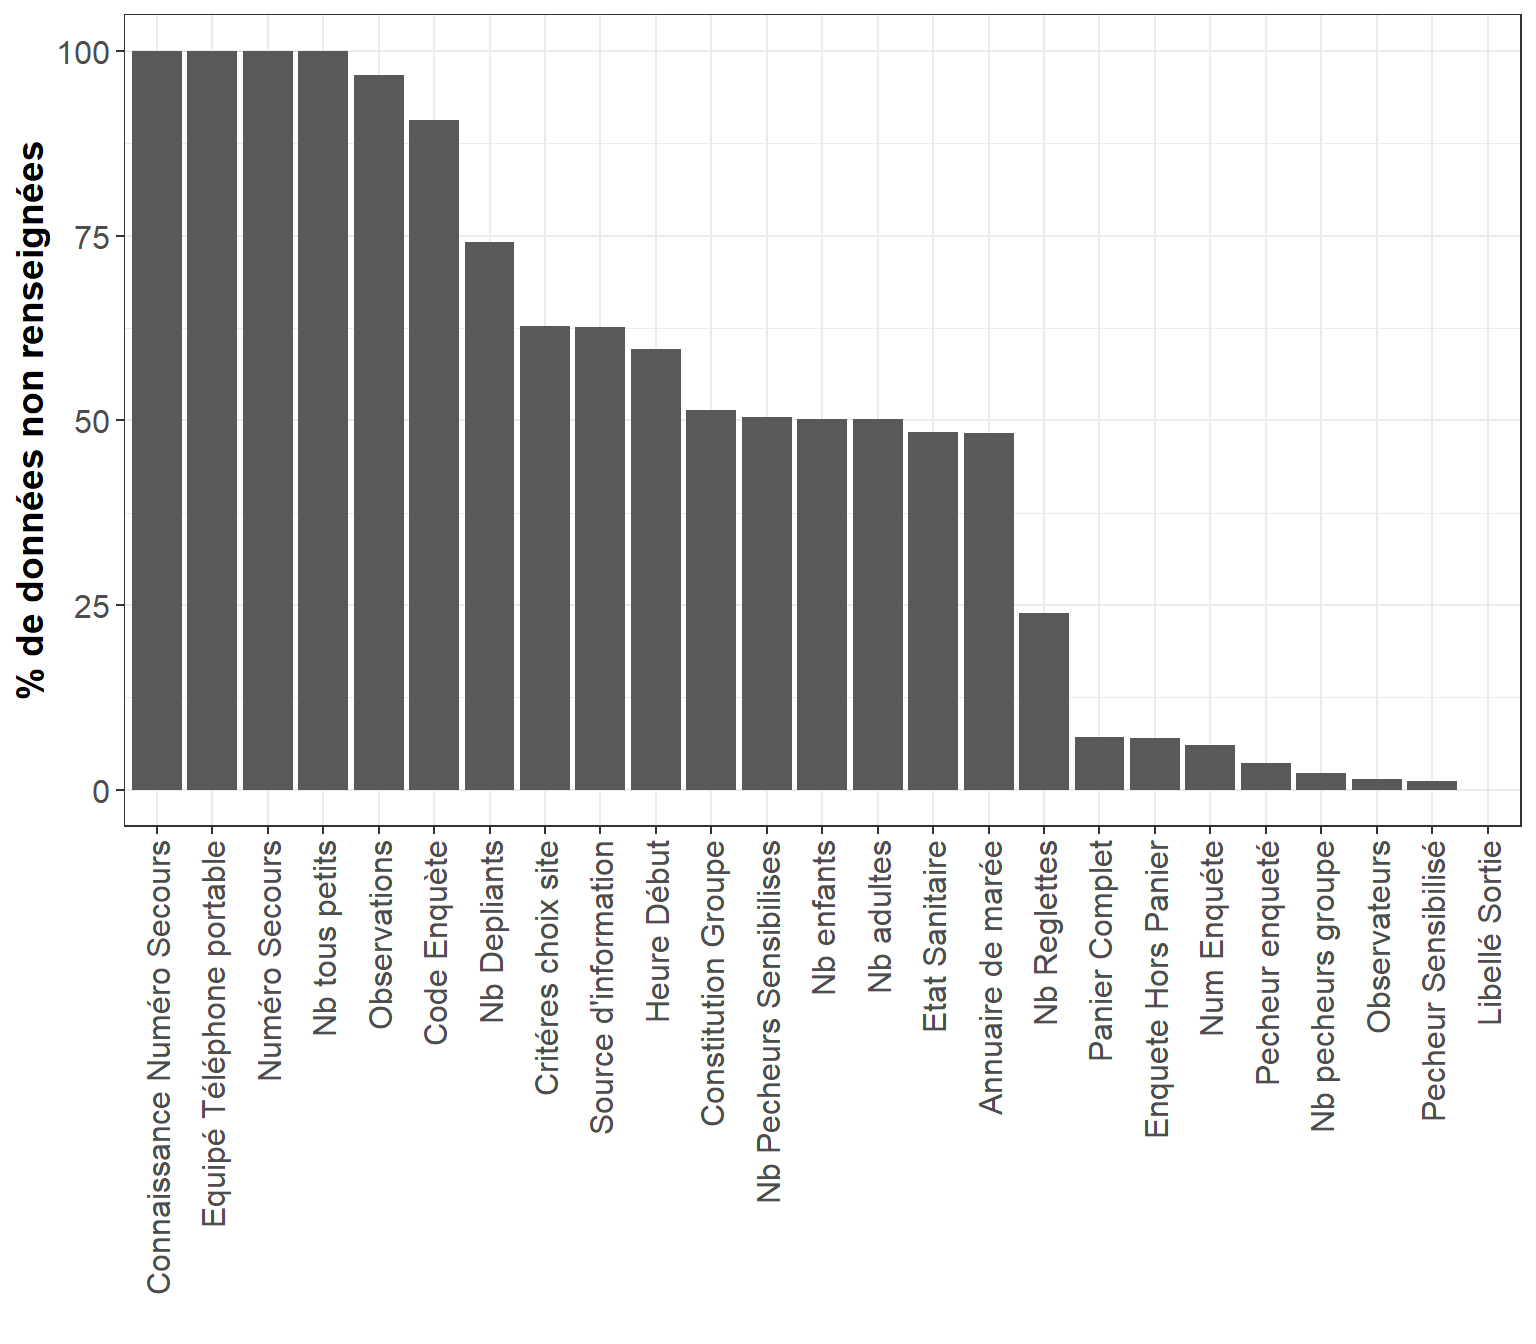 % de données non renseignées
100
75
50
25
0
Connaissance Numéro Secours
Equipé Téléphone portable
Numéro Secours
Nb tous petits
Observations
Code Enquète
Nb Depliants
Critéres choix site
Source d'information
Heure Début
Constitution Groupe
Nb Pecheurs Sensibilises
Nb enfants
Nb adultes
Etat Sanitaire
Annuaire de marée
Nb Reglettes
Panier Complet
Enquete Hors Panier
Num Enquéte
Pecheur enqueté
Nb pecheurs groupe
Observateurs
Pecheur Sensibilisé
Libellé Sortie